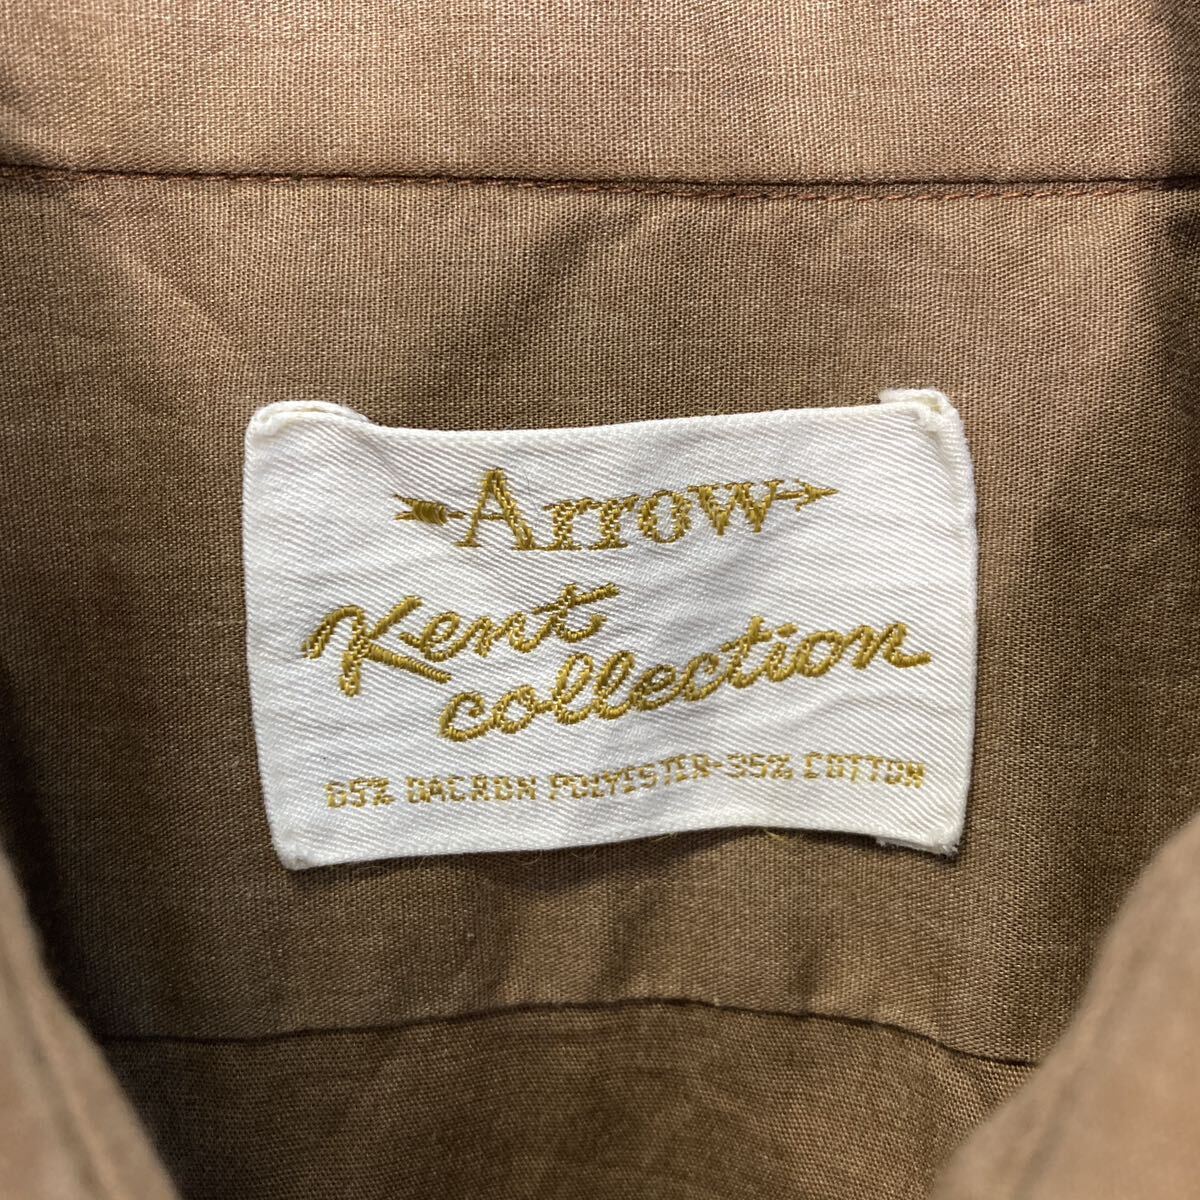 Arrow
Kent
collection
65% DACRON POLYESTER-35% COTTON